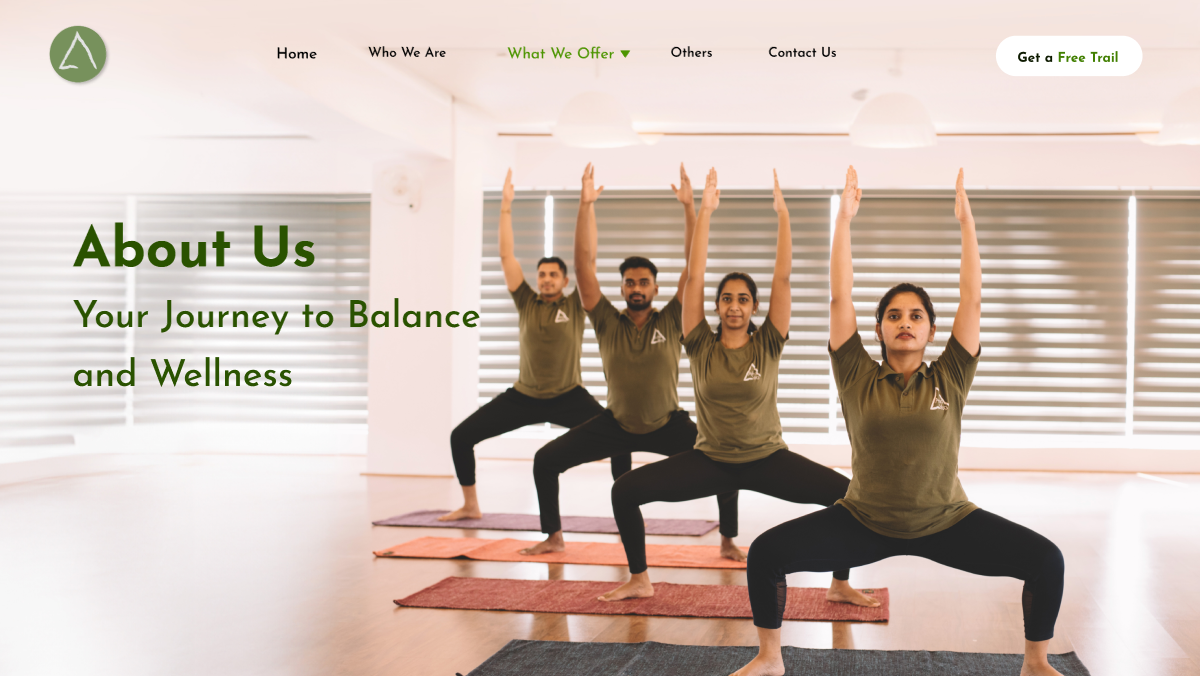 Home
Who We Are
What We Offer
Others
Contact Us
Get a Free Trail
About Us
Your Journey to Balance
and Wellness